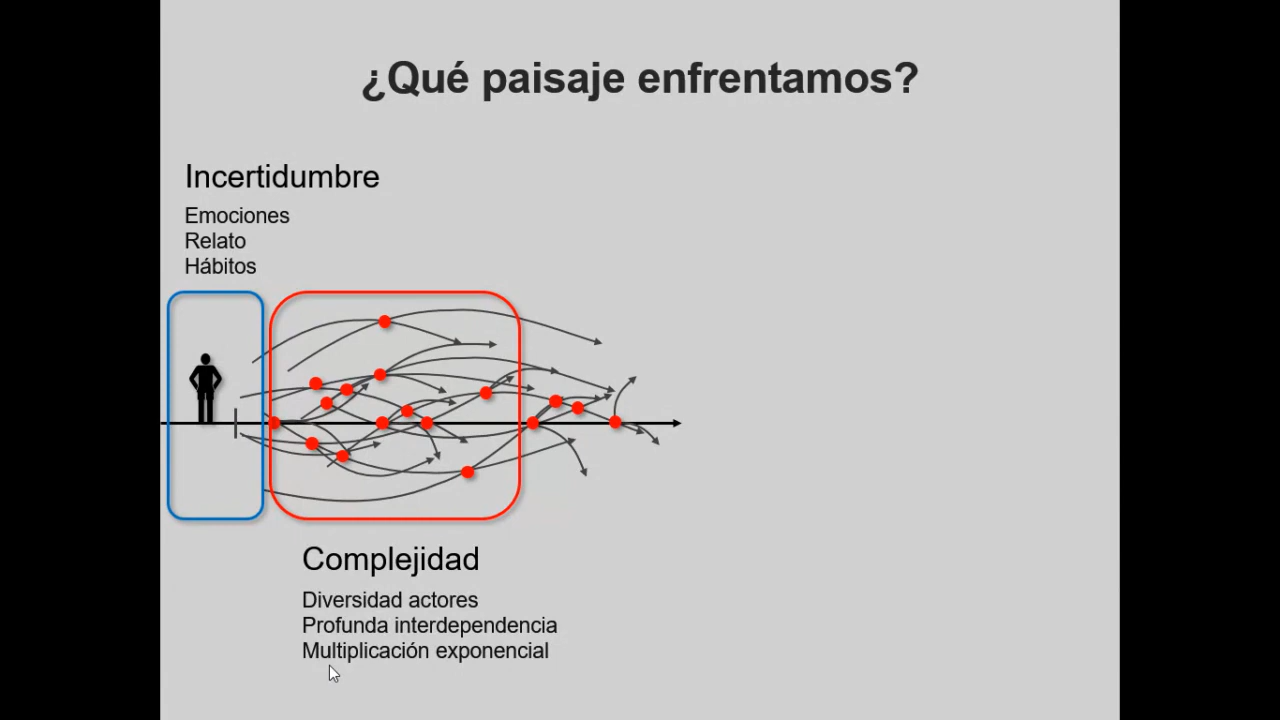 ¿Qué paisaje enfrentamos?
Incertidumbre
Emociones
Relato
Hábitos
Complejidad
Diversidad actores
Profunda interdependencia
Multiplicación exponencial